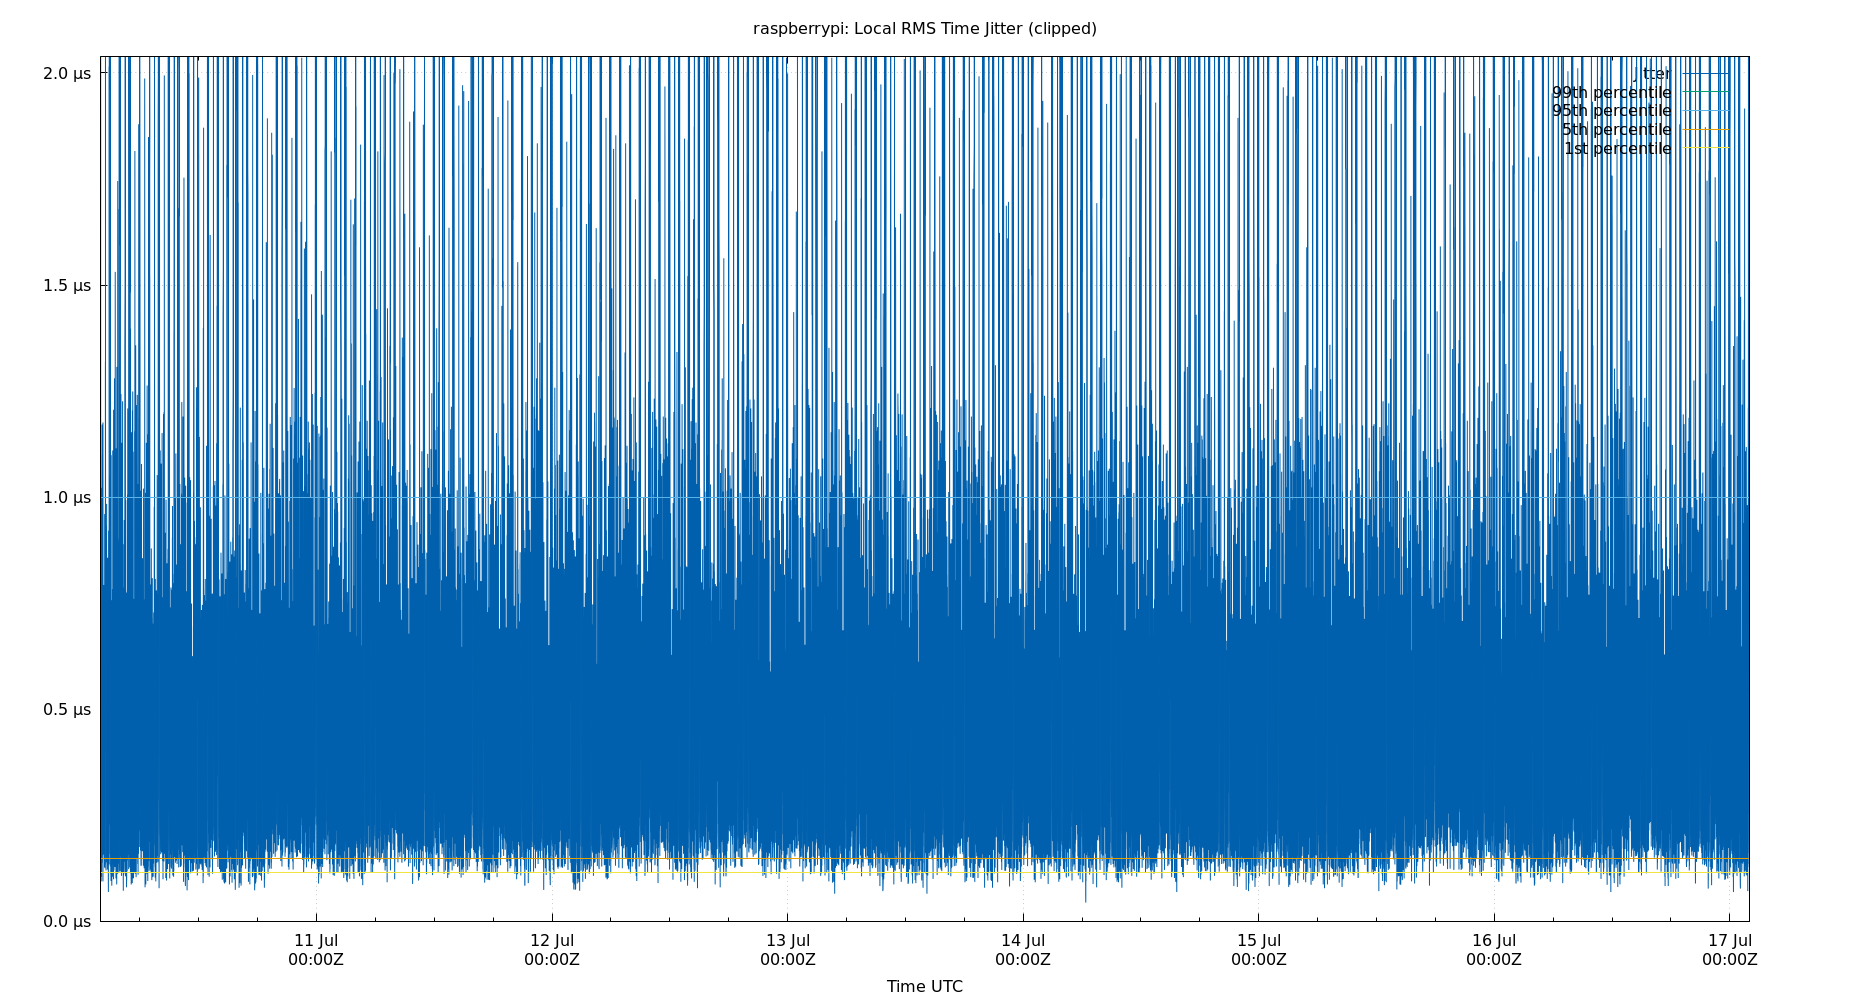 raspberrypi: Local RMS Time Jitter (clipped)
2.0 µs
1.5 µs
1.0 µs
0.5 µs
0.0 µs
Jitter
99th percentile
95th percentile
5th percentile
1st percentile
11 Jul
00:00Z
12 Jul
00:00Z
13 Jul
00:00Z
14 Jul
00:00Z
15 Jul
00:00Z
16 Jul
00:00Z
17 Jul
00:00Z
Time UTC